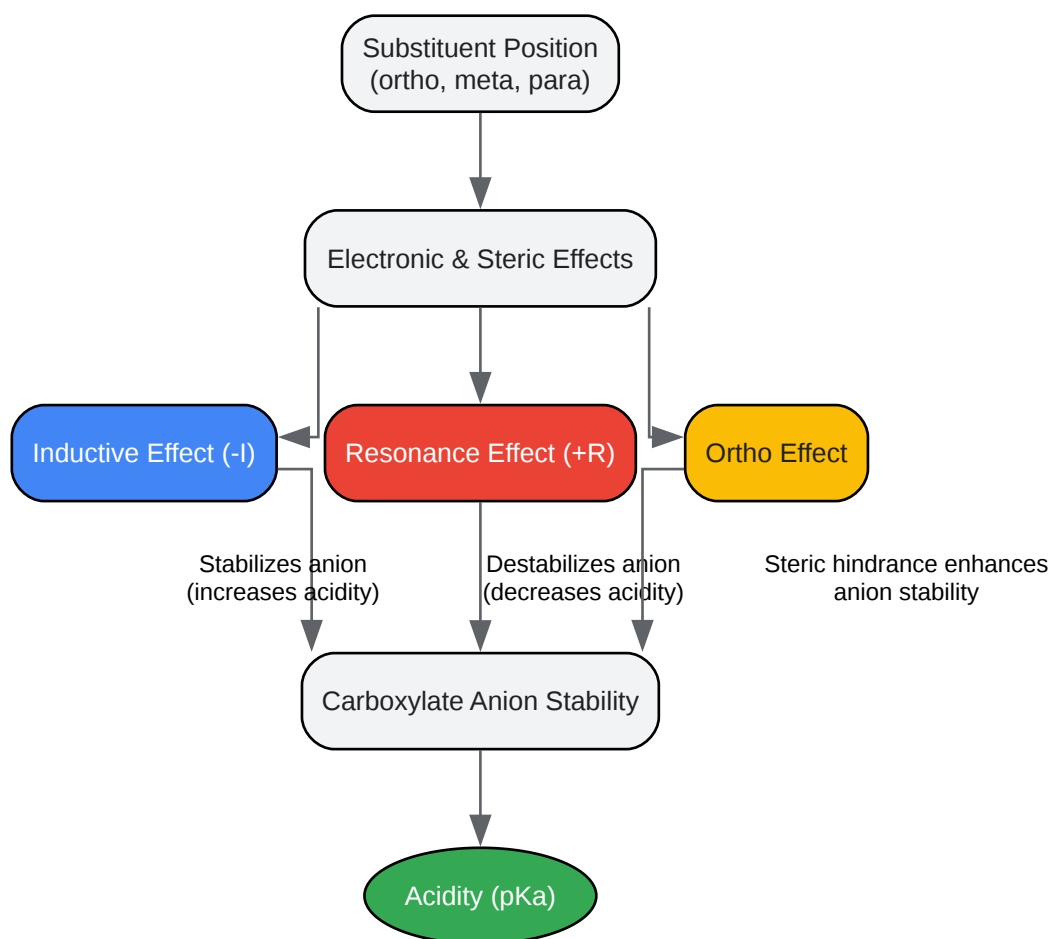 Substituent Position
(ortho, meta, para)
Electronic & Steric Effects
Inductive Effect (-I)
Resonance Effect (+R)
Ortho Effect
Stabilizes anion
(increases acidity)
Destabilizes anion
(decreases acidity)
Steric hindrance enhances
anion stability
Carboxylate Anion Stability
Acidity (pKa)